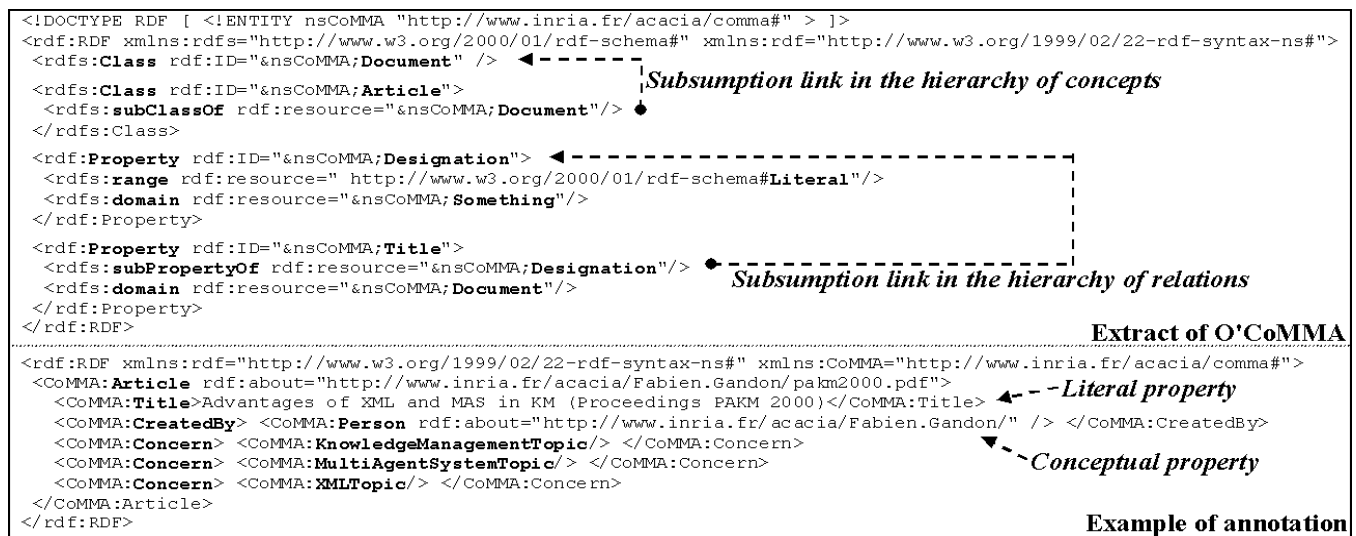 <!DOCTYPE RDF [ <!ENTITY nsCoMMA "http://www.inria.fr/acacia/comma#" > ]>
<rdf:RDF xmlns:rdfs="http://www.w3.org/2000/01/rdf-schema#" xmlns:rdf="http://www.w3.org/1999/02/22-rdf-syntax-ns#">
<rdfs:Class rdf:ID="&nsCoMMA;Document" />
Subsumption link in the hierarchy of concepts
<rdfs:Class rdf:ID="&nsCoMMA;Article">
<rdfs:subClassOf rdf:resource="&nsCoMMA;Document"/>
</rdfs:Class>
<rdf:Property rdf:ID="&nsCoMMA;Designation">
<rdfs:range rdf:resource=" http://www.w3.org/2000/01/rdf-schema#Literal"/>
<rdfs:domain rdf:resource="&nsCoMMA;Something"/>
</rdf:Property>
<rdf:Property rdf:ID="&nsCoMMA;Title">
<rdfs:subPropertyOf rdf:resource="&nsCoMMA;Designation"/>
Subsumption link in the hierarchy of relations
<rdfs:domain rdf:resource="&nsCoMMA;Document"/>
</rdf:Property>
</rdf:RDF>
Extract of O'CoMMA
<rdf:RDF xmlns:rdf="http://www.w3.org/1999/02/22-rdf-syntax-ns#" xmlns:CoMMA="http://www.inria.fr/acacia/comma#">
<CoMMA:Article rdf:about="http://www.inria.fr/acacia/Fabien.Gandon/pakm2000.pdf">
Literal property
<CoMMA:Title>Advantages of XML and MAS in KM (Proceedings PAKM 2000)</CoMMA:Title>
<CoMMA:CreatedBy> <CoMMA:Person rdf:about="http://www.inria.fr/acacia/Fabien.Gandon/" /> </CoMMA:CreatedBy>
<CoMMA:Concern> <CoMMA:KnowledgeManagementTopic/> </CoMMA:Concern>
<CoMMA:Concern> <CoMMA:MultiAgentSystemTopic/> </CoMMA:Concern>
Conceptual property
<CoMMA:Concern> <CoMMA:XMLTopic/> </CoMMA:Concern>
</CoMMA:Article>
</rdf:RDF>
Example of annotation